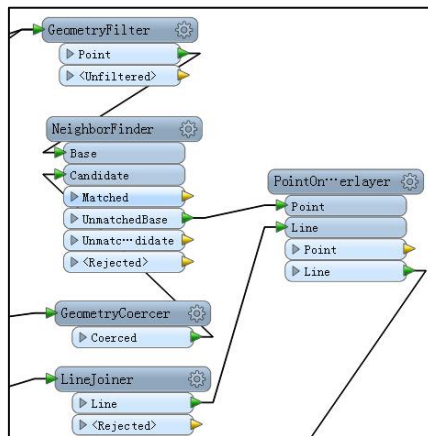 GeometryFilter
Point
<Unfiltered>
NeighborFinder
Base
Candidate
Matched
UnmatchedBase
Unmatc···didate
<Rejected>
PointOn···erlayer
Point
Line
Point
Line
GeometryCoercer
Coerced
LineJoiner
Line
<Rejected>